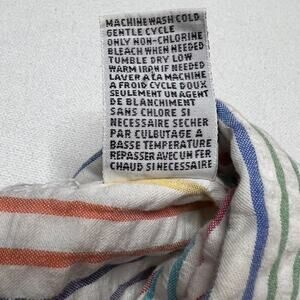 MACHINE WASH COLD
GENTLE CYCLE
ONLY NON-CHLORINE
BLEACH WHEN NEEDED
TUMBLE DRY LOW
WARM IRON IF NEEDED
LAVER A LA MACHINE
A FROID CYCLE DOUX
SEULEMENT UN AGENT
DE BLANCHIMENT
SANS CHLORE SI
NECESSAIRE SECHER
PAR CULBUTAGE A
BASSE TEMPERATURE
REPASSER AVEC UN FER
CHAUD SI NECESSAIRE